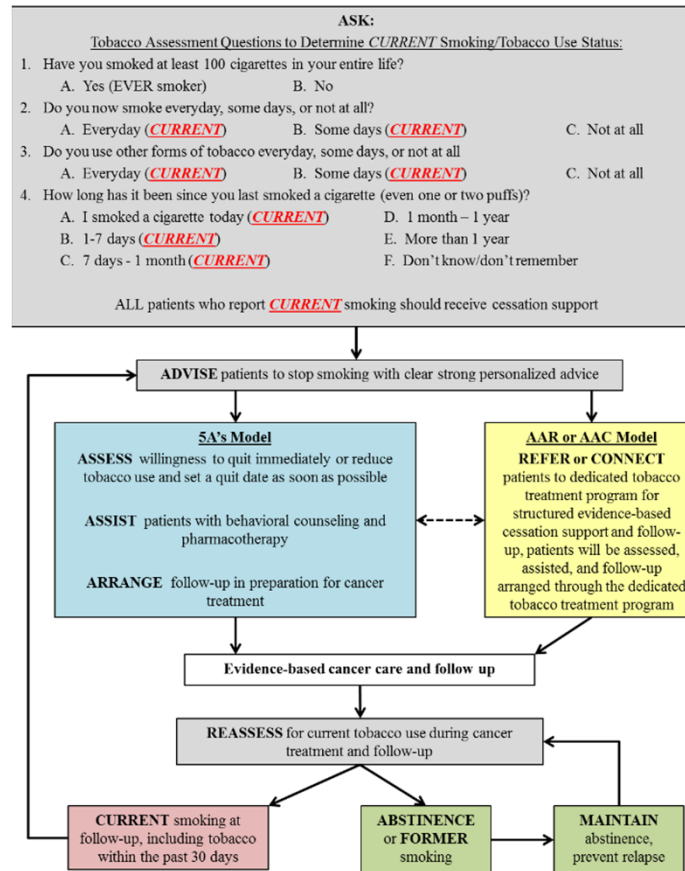 ASK:
Tobacco Assessment Questions to Determine CURRENT Smoking/Tobacco Use Status:
1. Have you smoked at least 100 cigarettes in your entire life?
A. Yes (EVER smoker) B. No
2. Do you now smoke everyday, some days, or not at all?
A. Everyday (CURRENT) B. Some days (CURRENT) C. Not at all
3. Do you use other forms of tobacco everyday, some days, or not at all
A. Everyday (CURRENT) B. Some days (CURRENT) C. Not at all
4. How long has it been since you last smoked a cigarette (even one or two puffs)?
A. I smoked a cigarette today (CURRENT) D. 1 month – 1 year
B. 1-7 days (CURRENT) E. More than 1 year
C. 7 days - 1 month (CURRENT) F. Don't know/don't remember
ALL patients who report CURRENT smoking should receive cessation support
ADVISE patients to stop smoking with clear strong personalized advice
5A's Model
ASSESS willingness to quit immediately or reduce
tobacco use and set a quit date as soon as possible
ASSIST patients with behavioral counseling and
pharmacotherapy
ARRANGE follow-up in preparation for cancer
treatment
AAR or AAC Model
REFER or CONNECT
patients to dedicated tobacco
treatment program for
structured evidence-based
cessation support and follow-
up, patients will be assessed,
assisted, and follow-up
arranged through the dedicated
tobacco treatment program
Evidence-based cancer care and follow up
REASSESS for current tobacco use during cancer
treatment and follow-up
CURRENT smoking at
follow-up, including tobacco
within the past 30 days
ABSTINENCE
or FORMER
smoking
MAINTAIN
abstinence,
prevent relapse